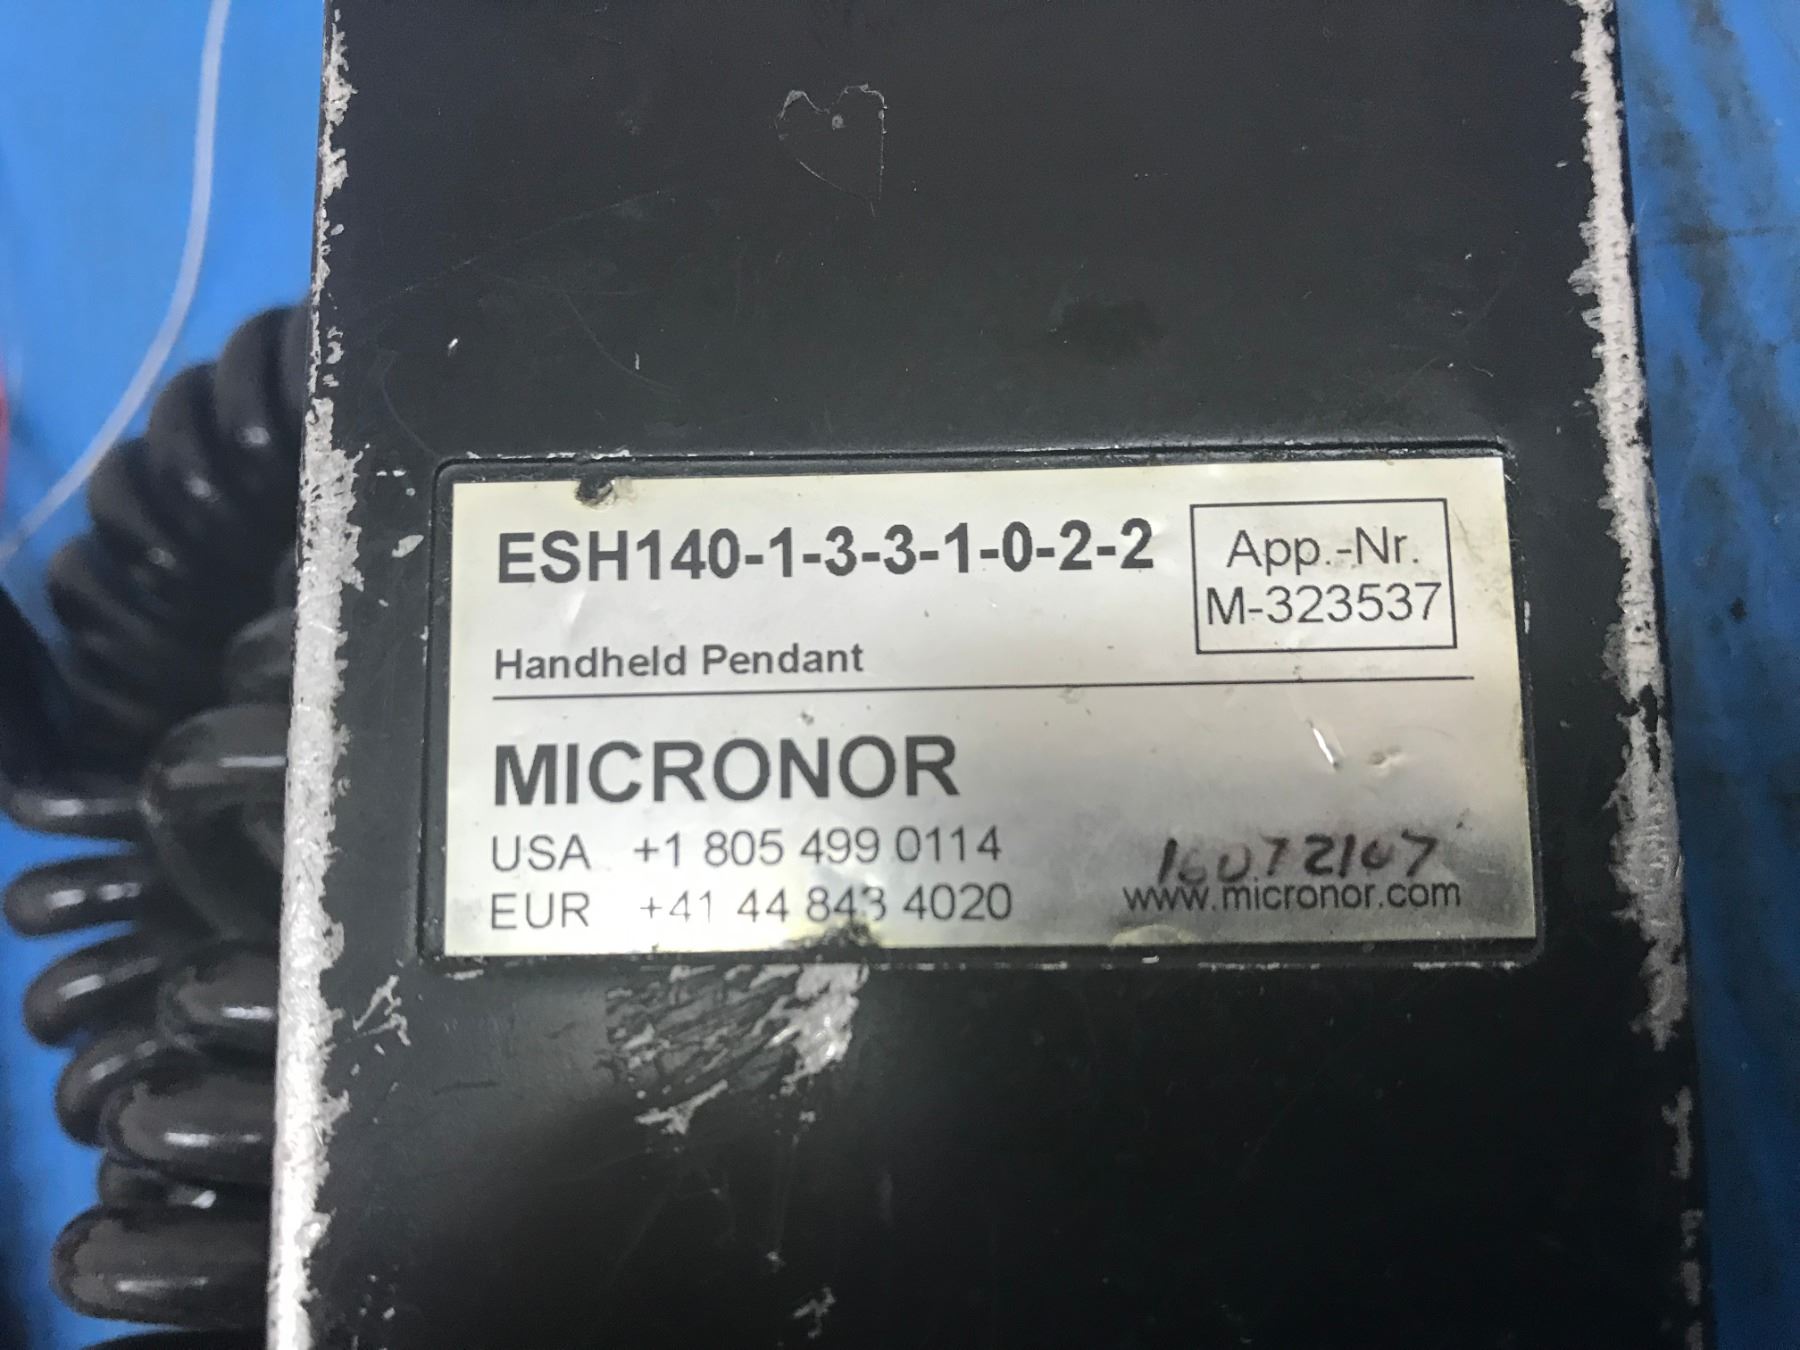 ESH140-1-3-3-1-0-2-2
App.-Nr.
M-323537
Handheld Pendant
MICRONOR
USA +1 805 499 0114
EUR +41 44 843 4020
16072107
www.micronor.com